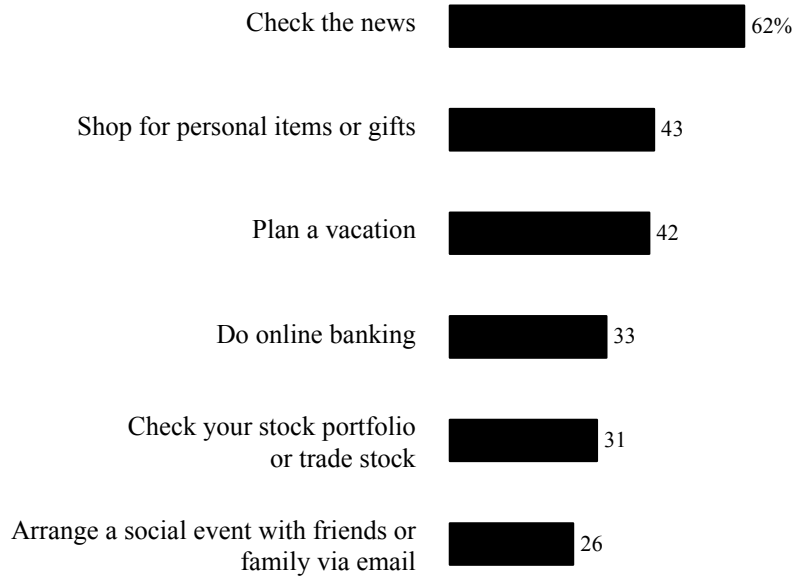 Check the news
62%
Shop for personal items or gifts
43
Plan a vacation
42
Do online banking
33
Check your stock portfolio
or trade stock
31
Arrange a social event with friends or
family via email
26